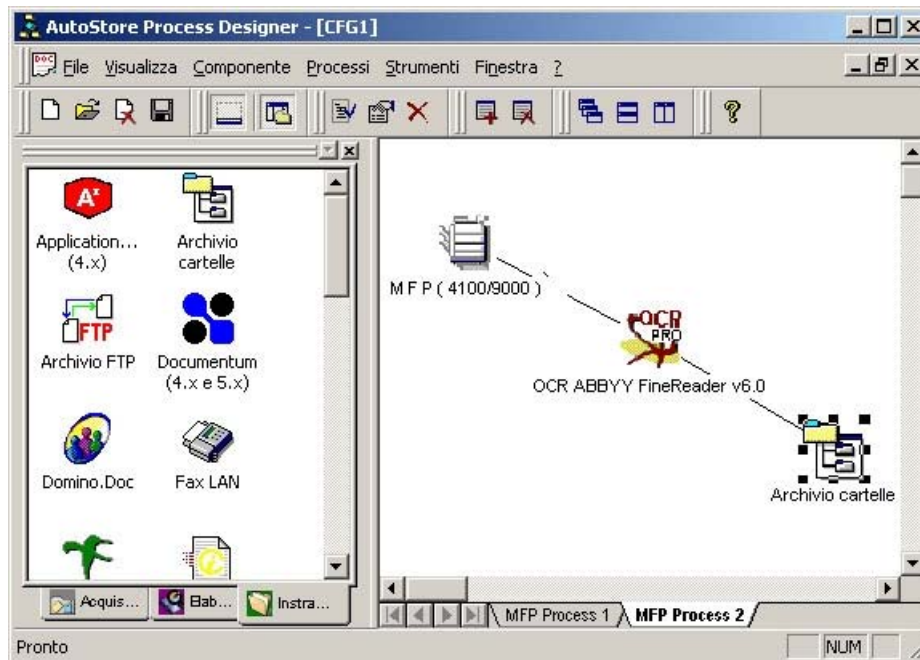 AutoStore Process Designer - [CFG1]
DOC
File Visualizza Componente Processi Strumenti Finestra ?
Application...
(4.x)
Archivio
cartelle
FTP
Archivio FTP
Documentum
(4.x e 5.x)
Domino.Doc
Fax LAN
Acquis...
Elab...
Instra...
M F P ( 4100/9000 )
OCR
PRO
OCR ABBYY FineReader v6.0
Archivio cartelle
MFP Process 1
MFP Process 2
Pronto
NUM